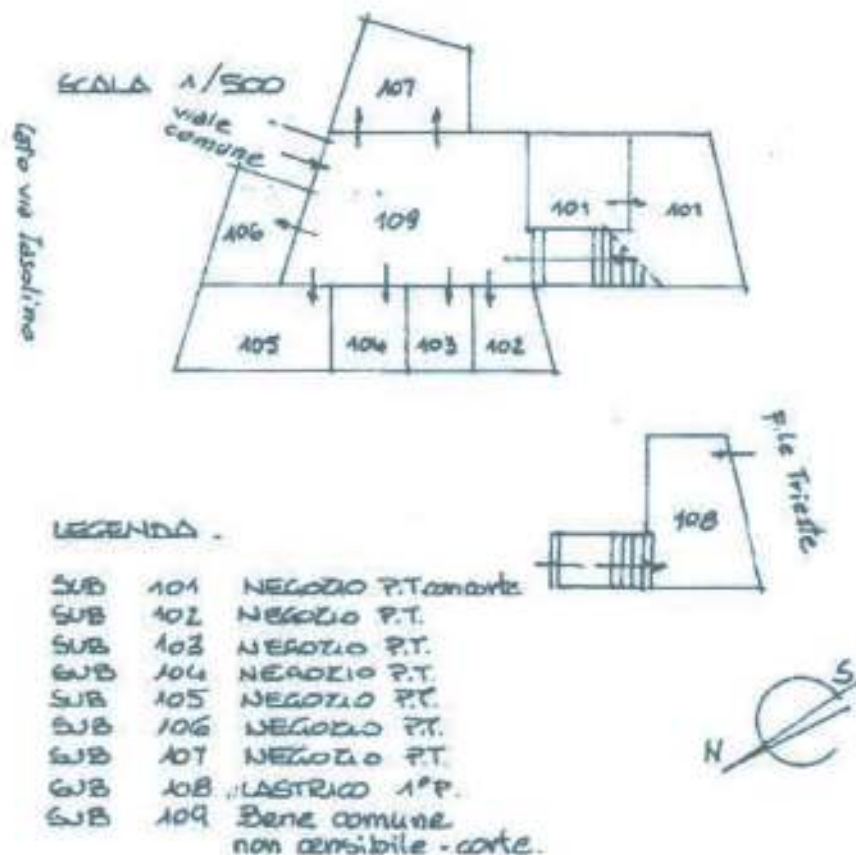 SCALA 1/500
viale
comune
lato via Iasolino
107
106
109
101
101
105
104
103
102
P.le Trieste
108
LEGENDA.
SUB 101 NEGOZIO P.T. con corte
SUB 102 NEGOZIO P.T.
SUB 103 NEGOZIO P.T.
SUB 104 NEGOZIO P.T.
SUB 105 NEGOZIO P.T.
SUB 106 NEGOZIO P.T.
SUB 107 NEGOZIO P.T.
SUB 108 LASTRICO 1° P.
SUB 109 Bene comune
non censibile - corte.
S
N